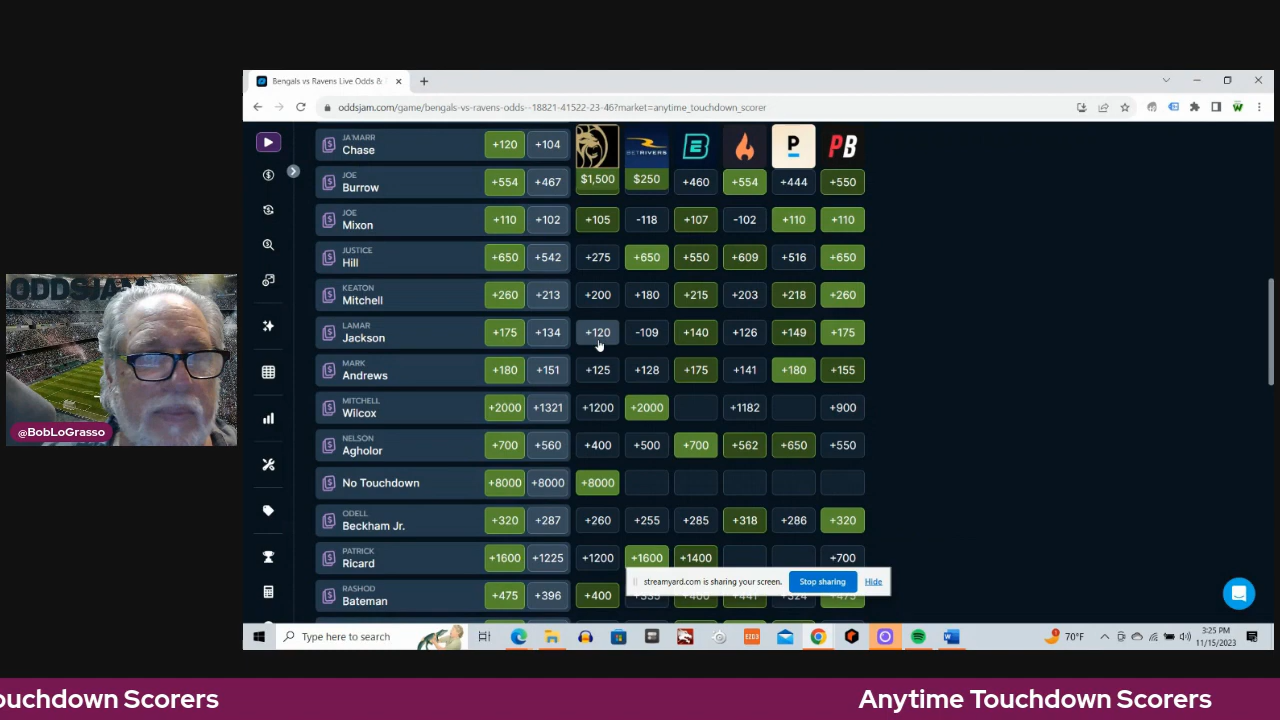 Bengals vs Ravens Live Odds &
oddsjam.com/game/bengals-vs-ravens-odds--18821-41522-23-46?market=anytime_touchdown_scorer
JA'MARR
Chase +120 +104
BETRIVERS
P
PB
$1,500 $250
JOE
Burrow +554 +467 +460 +554 +444 +550
JOE
Mixon +110 +102 +105 -118 +107 -102 +110 +110
JUSTICE
Hill +650 +542 +275 +650 +550 +609 +516 +650
KEATON
Mitchell +260 +213 +200 +180 +215 +203 +218 +260
LAMAR
Jackson +175 +134 +120 -109 +140 +126 +149 +175
MARK
Andrews +180 +151 +125 +128 +175 +141 +180 +155
MITCHELL
Wilcox +2000 +1321 +1200 +2000 +1182 +900
NELSON
Agholor +700 +560 +400 +500 +700 +562 +650 +550
No Touchdown +8000 +8000 +8000
ODELL
Beckham Jr. +320 +287 +260 +255 +285 +318 +286 +320
PATRICK
Ricard +1600 +1225 +1200 +1600 +1400 +700
RASHOD
Bateman +475 +396 +400
streamyard.com is sharing your screen. Stop sharing Hide
ODDSJAM
@BobLoGrasso
Type here to search
70°F
3:25 PM
11/15/2023
ouchdown Scorers
Anytime Touchdown Scorers